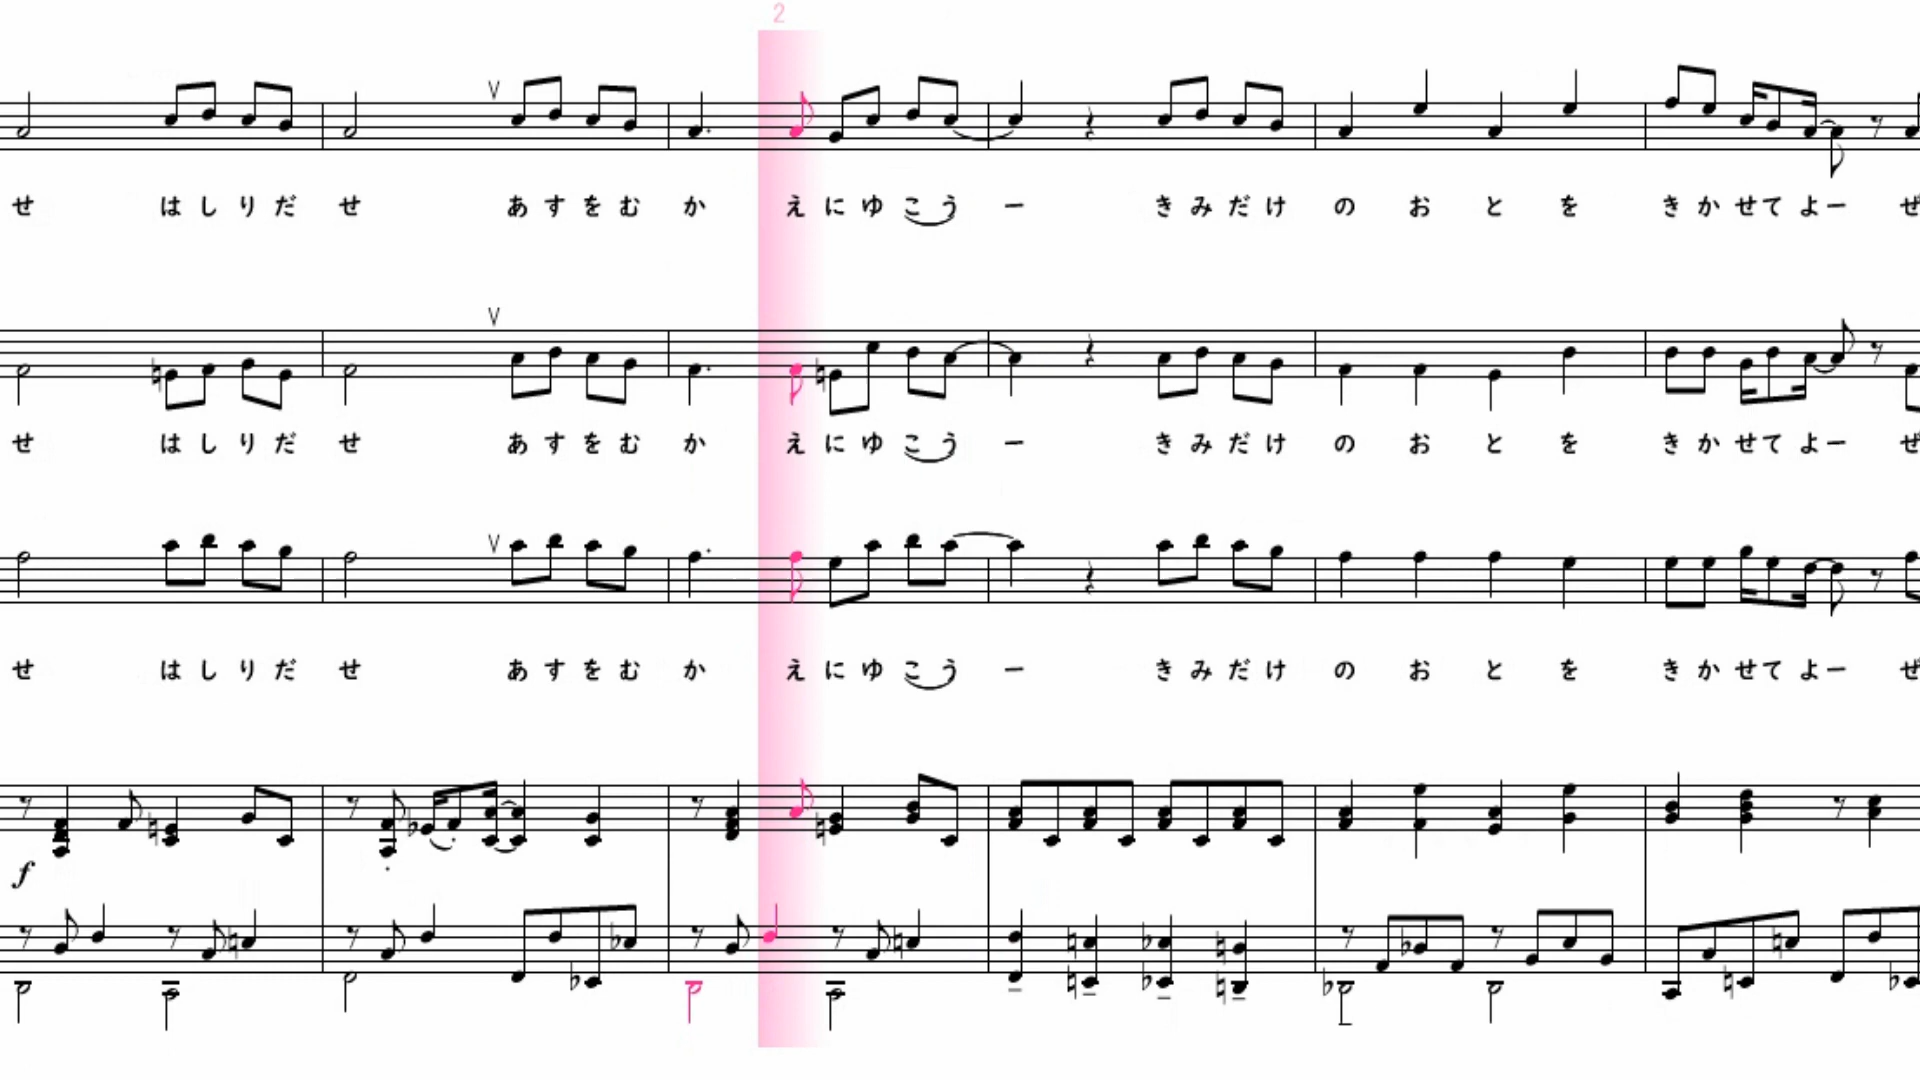 2
せ はしりだ せ あすをむ か えにゆこう ー きみだけ の お と を きかせてよー ぜ
せ はしりだ せ あすをむ か えにゆこう ー きみだけ の お と を きかせてよー ぜ
せ はしりだ せ あすをむ か えにゆこう ー きみだけ の お と を きかせてよー ぜ
f